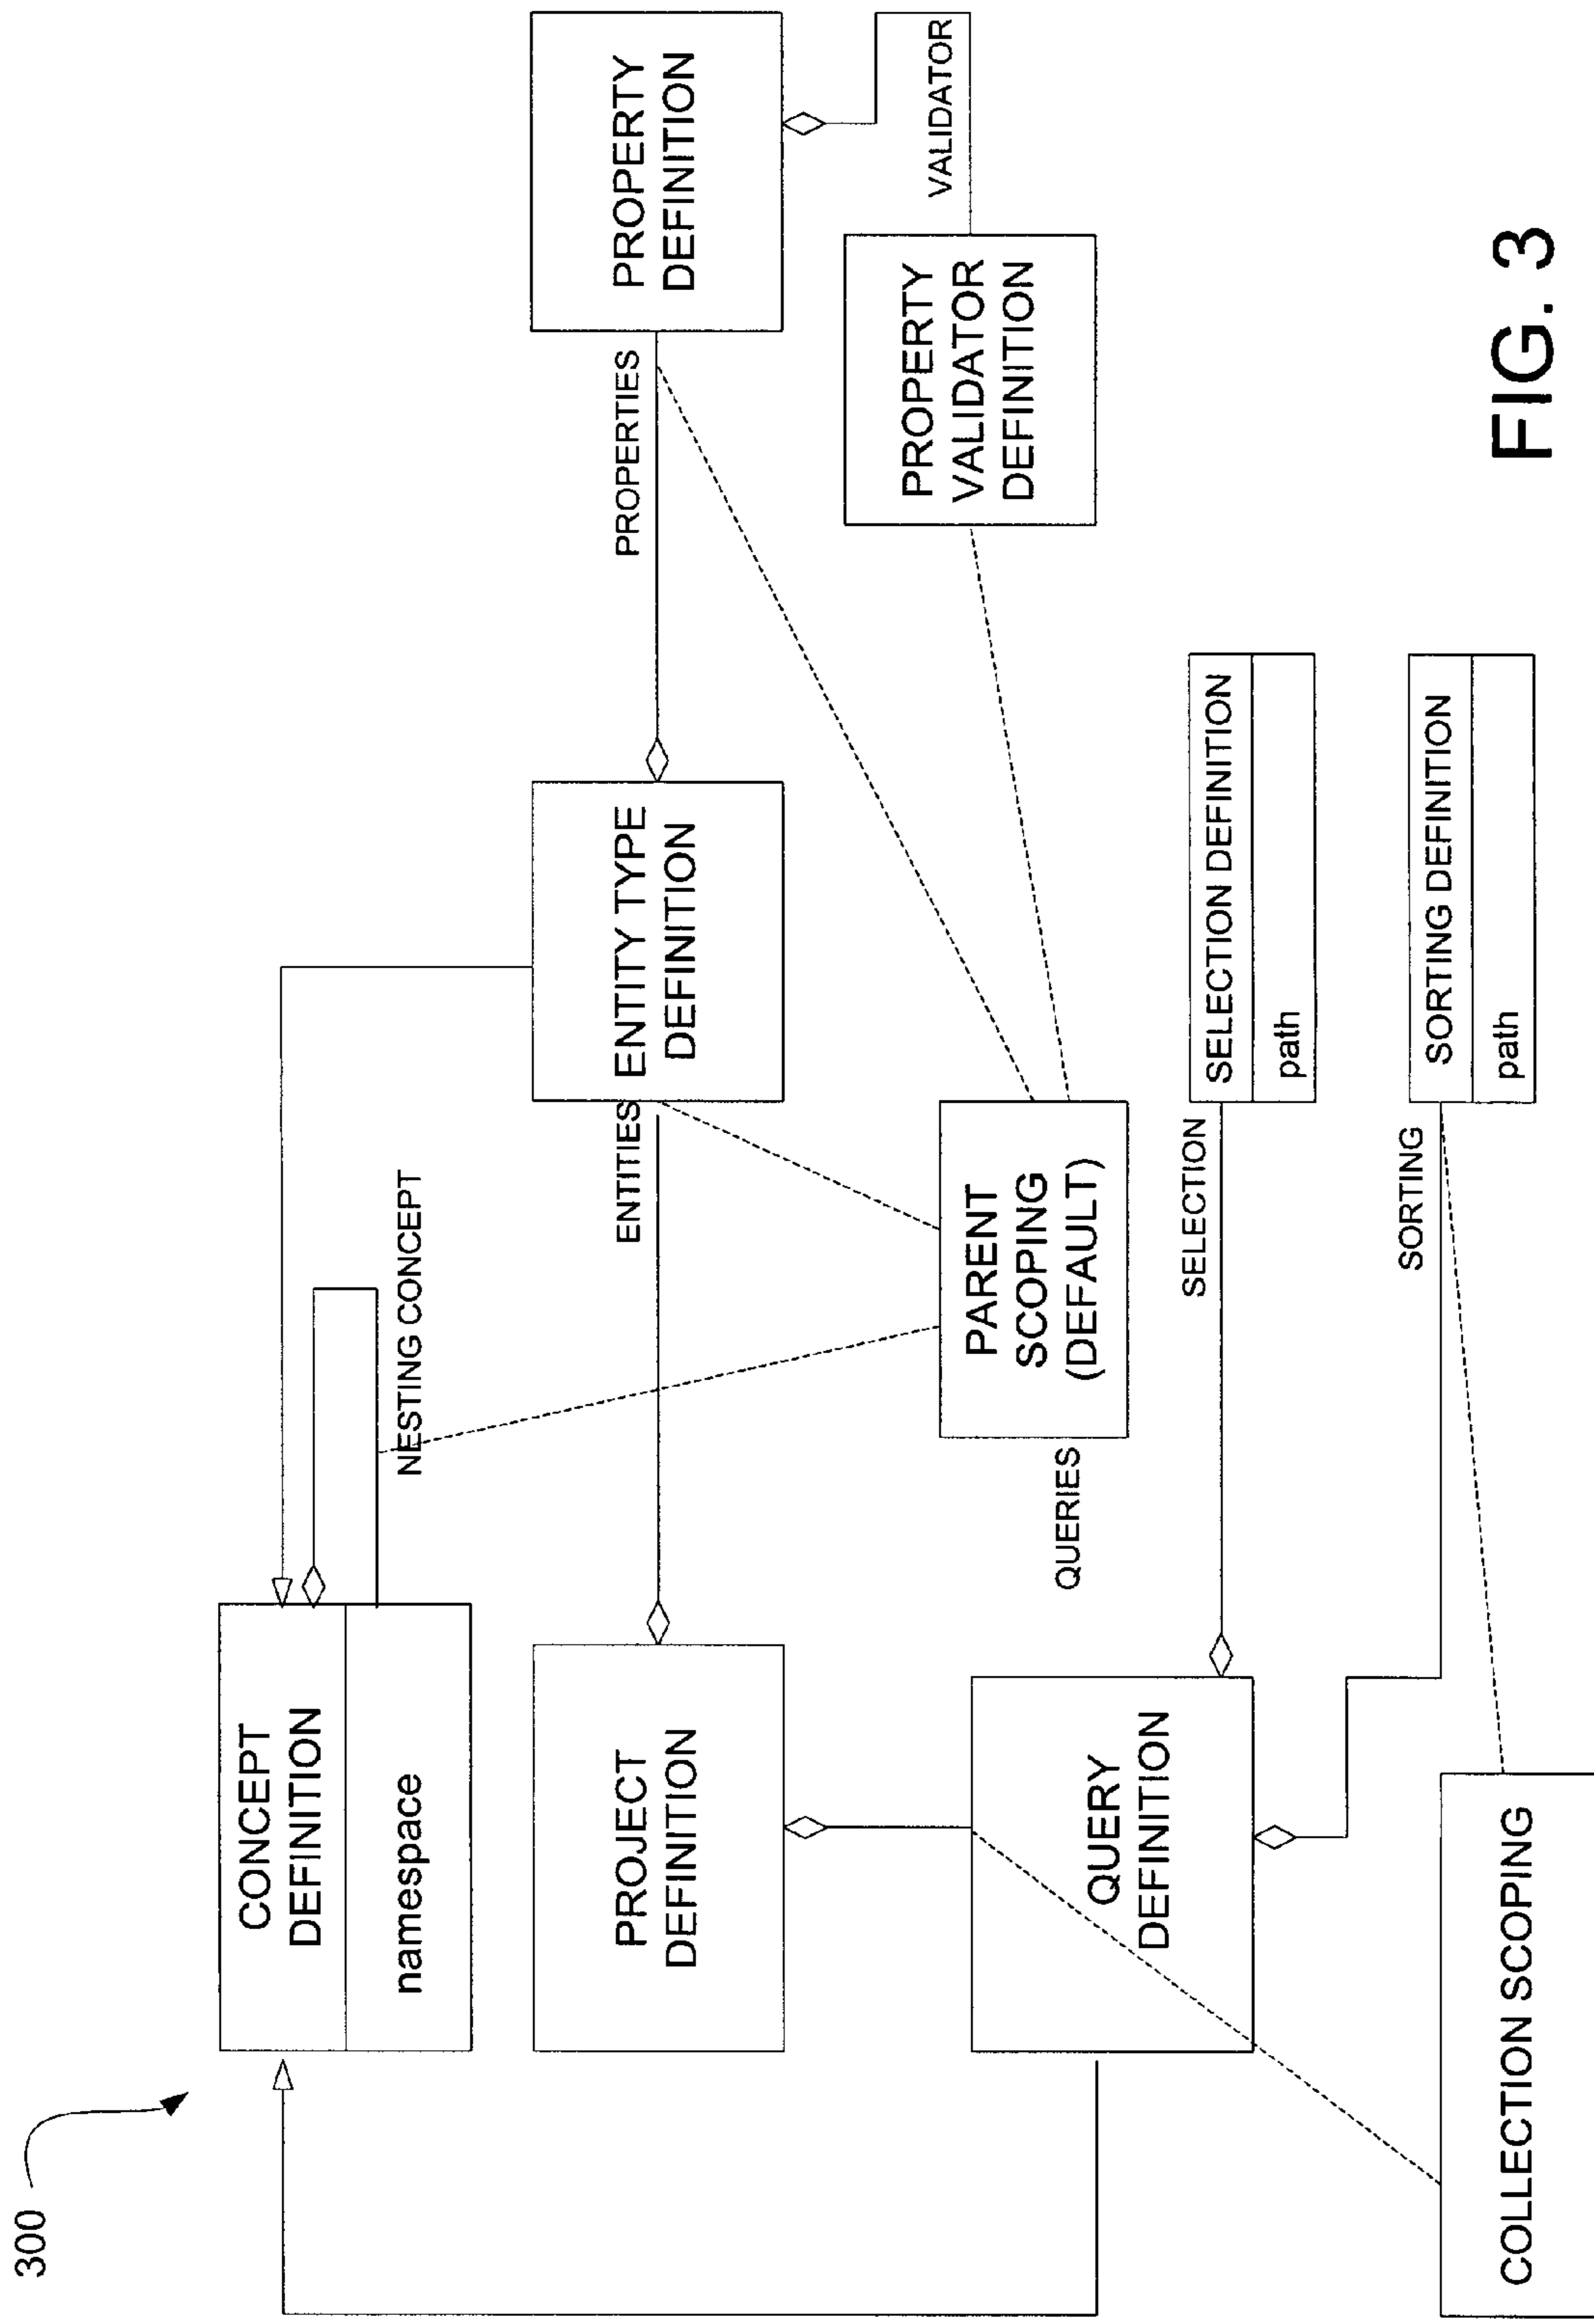 300
CONCEPT
DEFINITION
namespace
NESTING CONCEPT
PROJECT
DEFINITION
ENTITIES
ENTITY TYPE
DEFINITION
PROPERTIES
PROPERTY
DEFINITION
VALIDATOR
PROPERTY
VALIDATOR
DEFINITION
PARENT
SCOPING
(DEFAULT)
QUERIES
QUERY
DEFINITION
SELECTION
SELECTION DEFINITION
path
SORTING
SORTING DEFINITION
path
COLLECTION SCOPING
FIG. 3